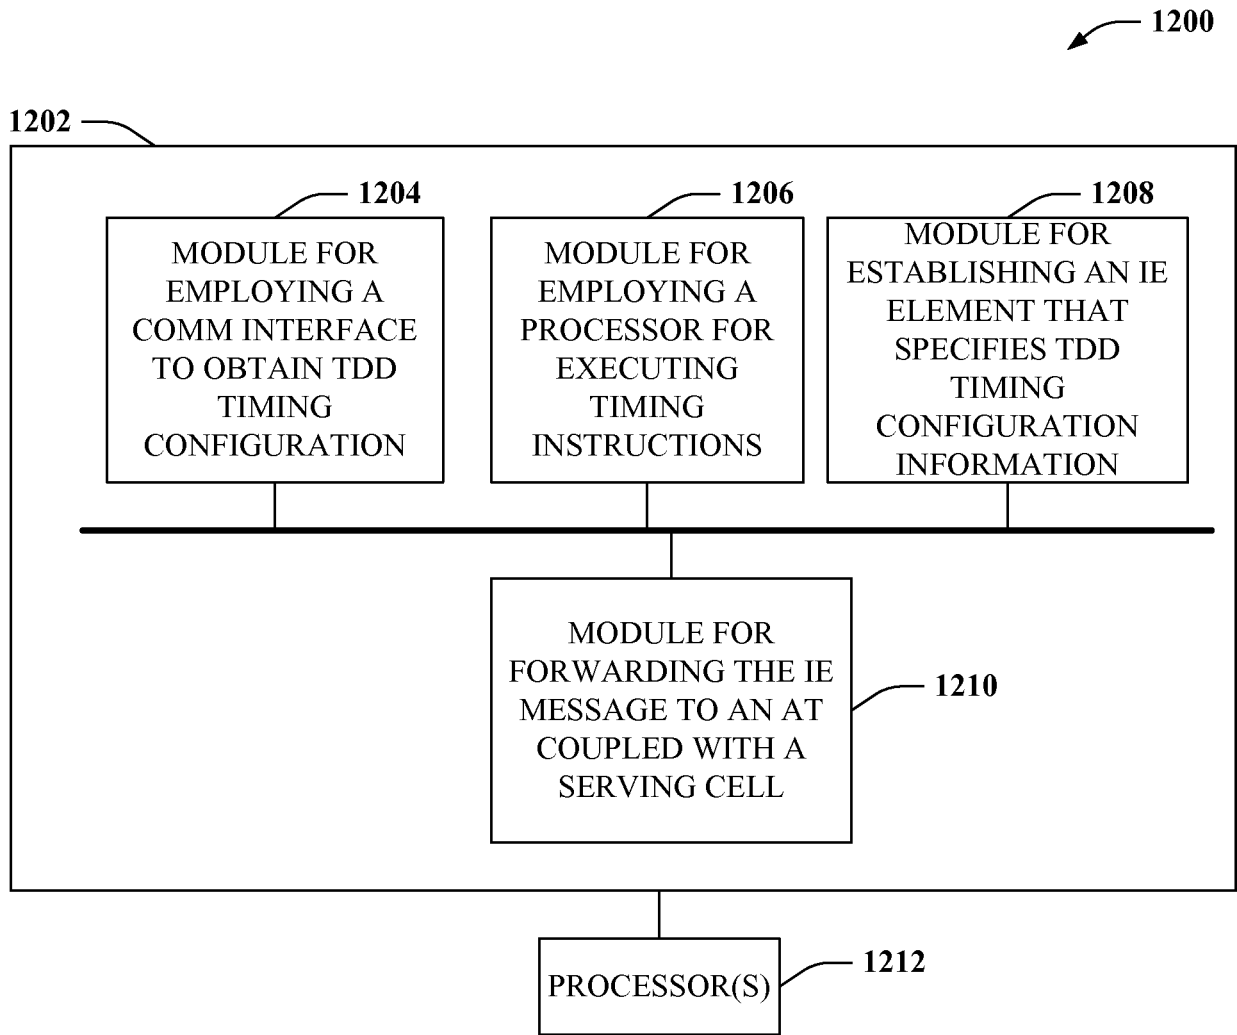 1200
1202
1204
1206
1208
MODULE FOR
EMPLOYING A
COMM INTERFACE
TO OBTAIN TDD
TIMING
CONFIGURATION
MODULE FOR
EMPLOYING A
PROCESSOR FOR
EXECUTING
TIMING
INSTRUCTIONS
MODULE FOR
ESTABLISHING AN IE
ELEMENT THAT
SPECIFIES TDD
TIMING
CONFIGURATION
INFORMATION
MODULE FOR
FORWARDING THE IE
MESSAGE TO AN AT
COUPLED WITH A
SERVING CELL
1210
PROCESSOR(S)
1212